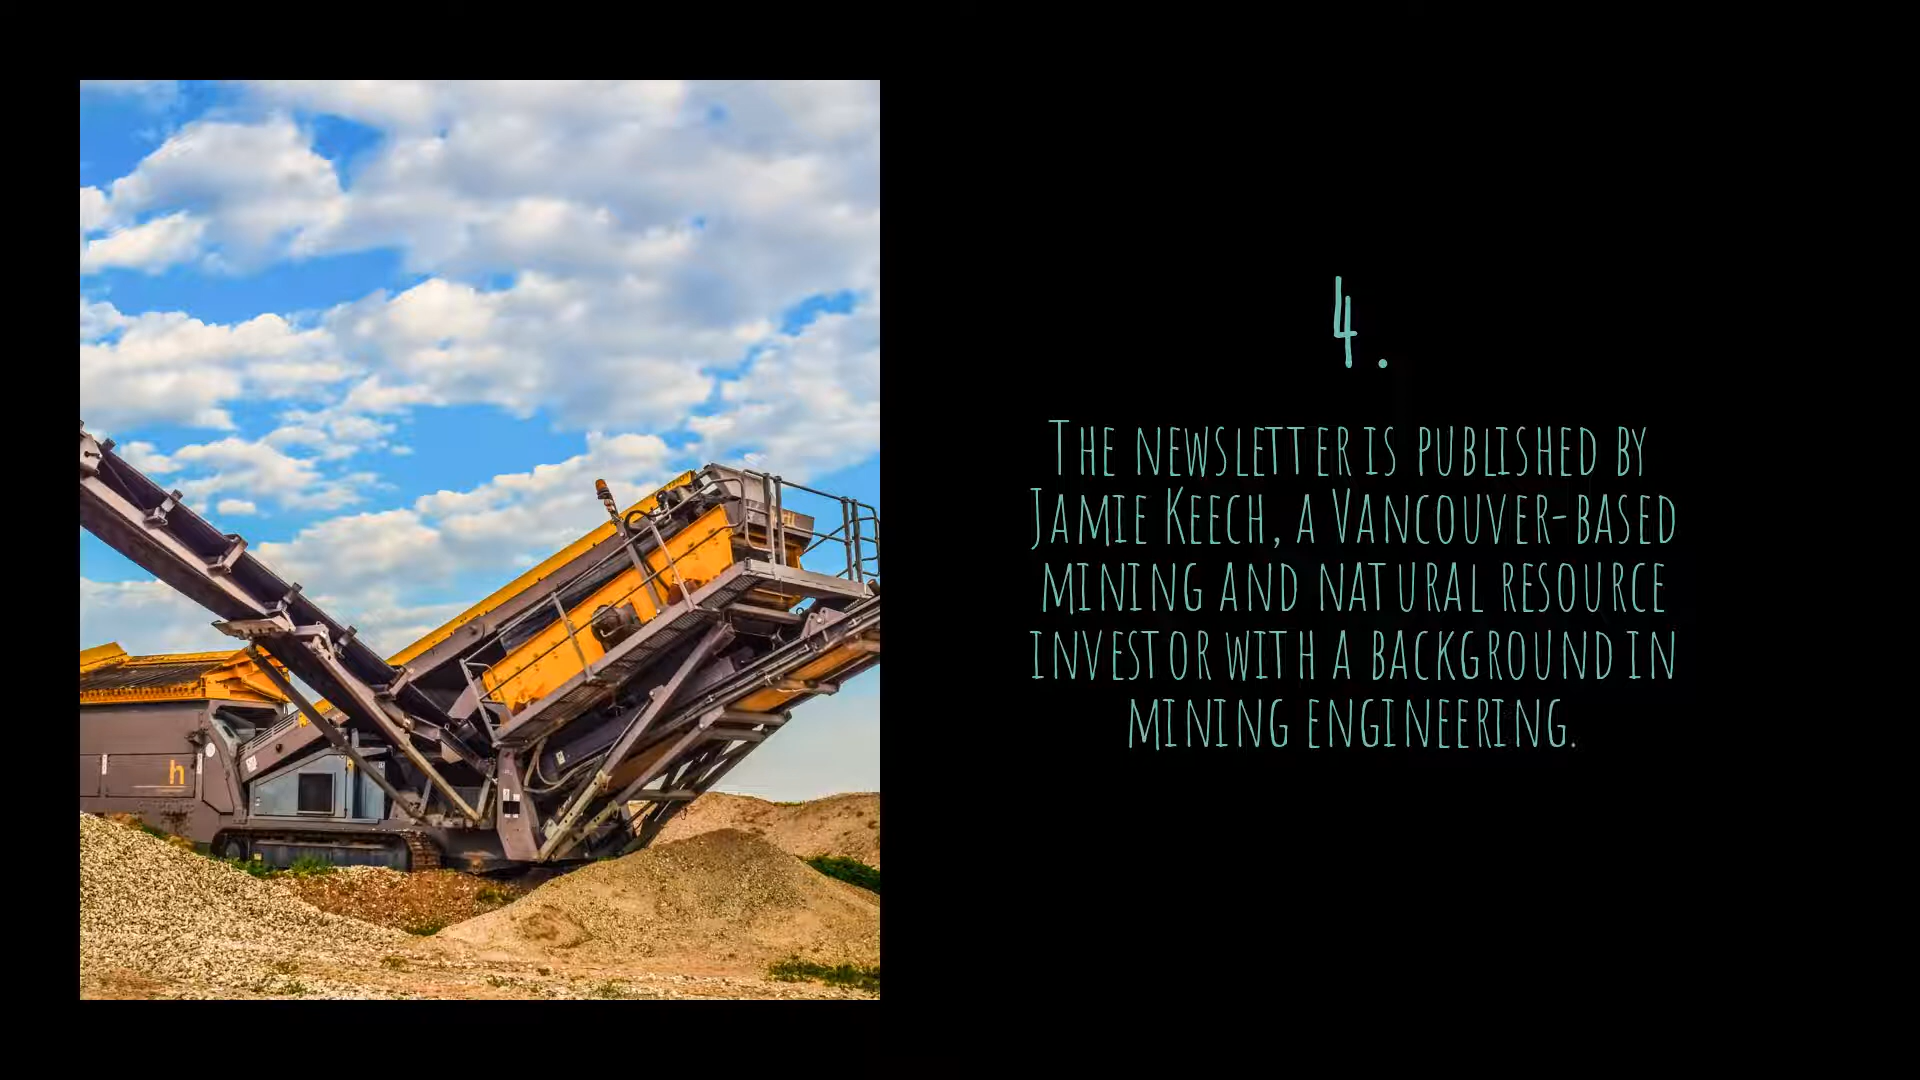 4.
The newsletter is published by
Jamie Keech, a Vancouver-based
mining and natural resource
investor with a background in
mining engineering.
h